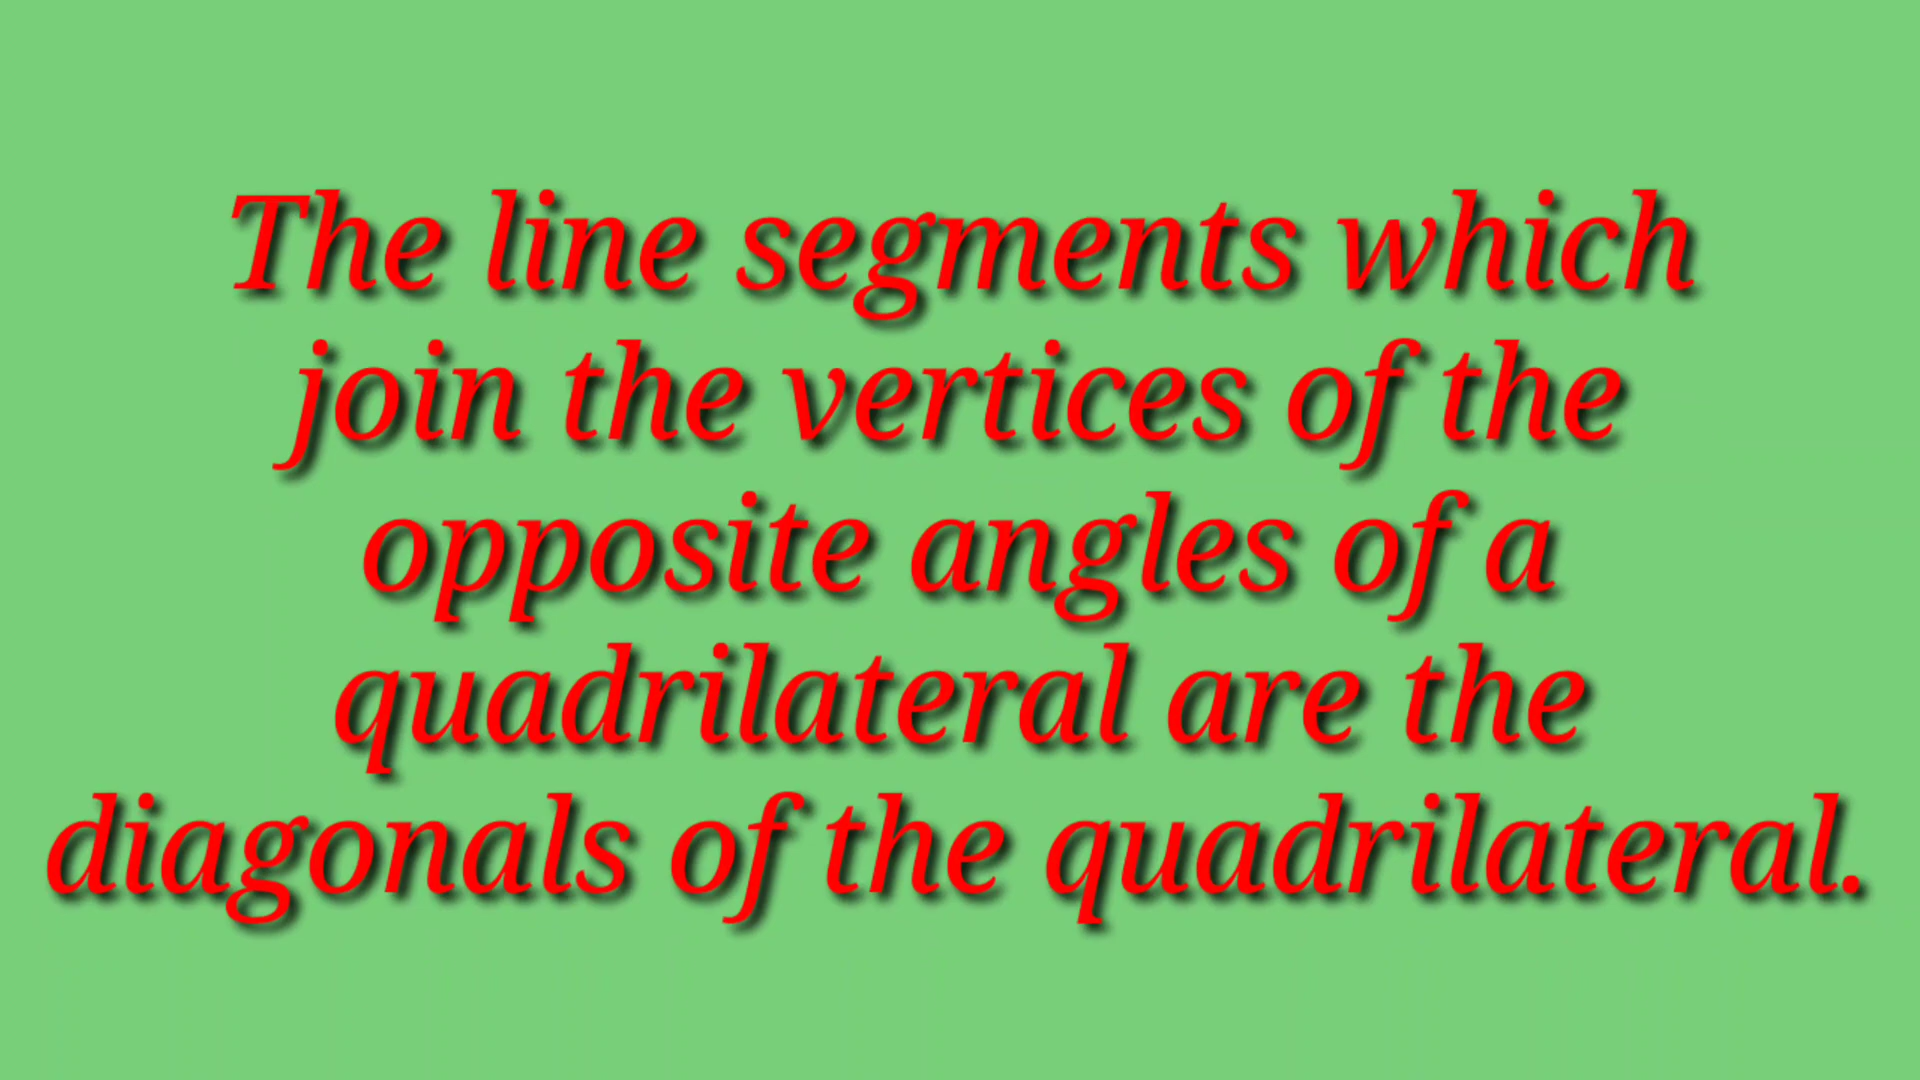 The line segments which
join the vertices of the
opposite angles of a
quadrilateral are the
diagonals of the quadrilateral.